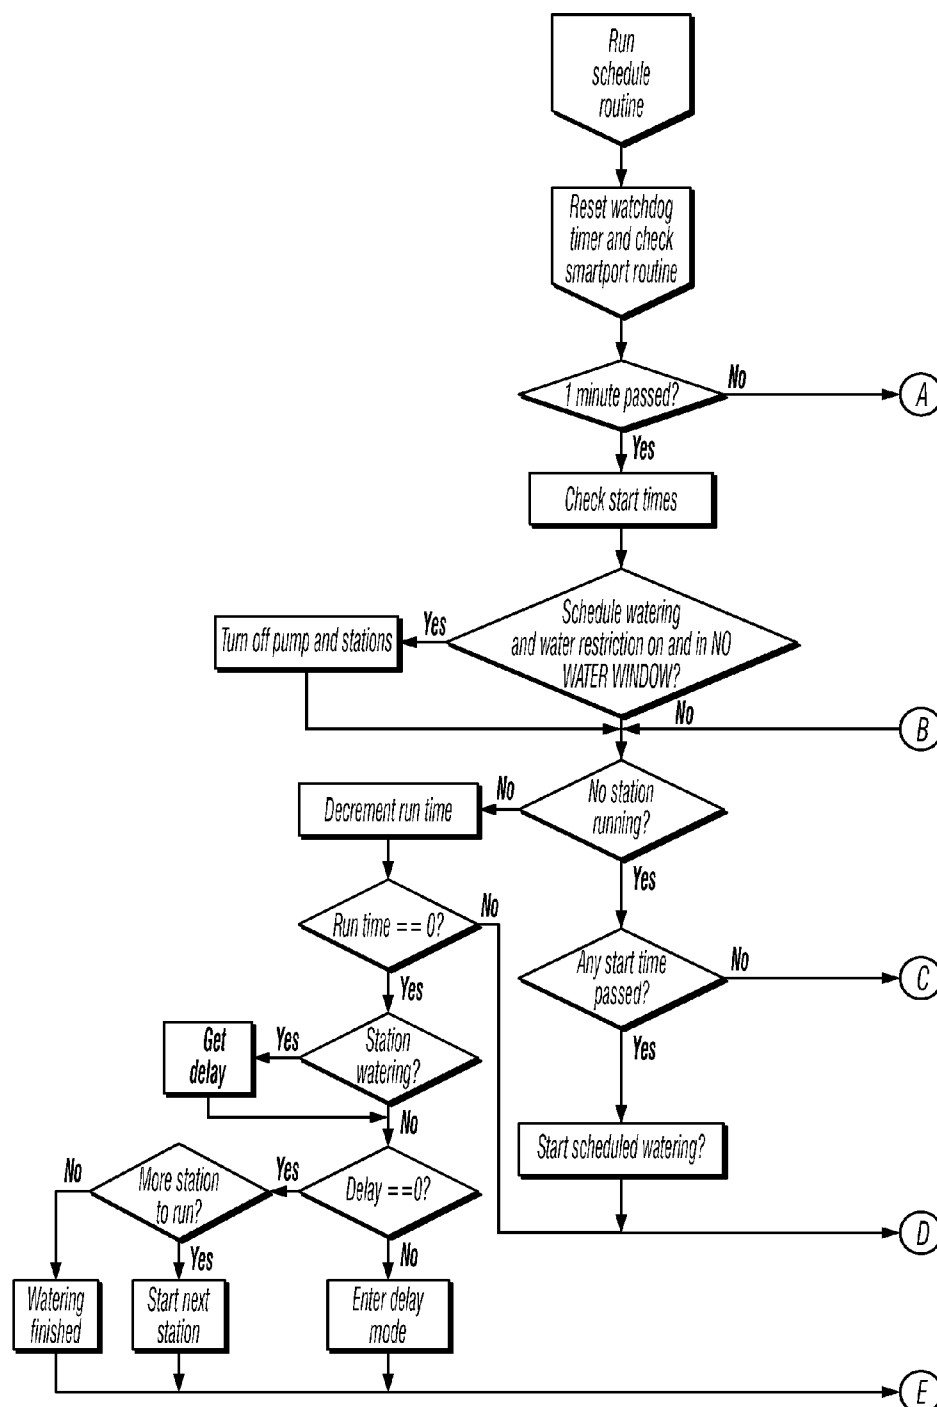 Run
schedule
routine
Reset watchdog
timer and check
smartport routine
1 minute passed?
No
A
Yes
Check start times
Schedule watering
and water restriction on and in NO
WATER WINDOW?
Yes
Turn off pump and stations
No
B
No station
running?
No
Decrement run time
Yes
Run time == 0?
No
Any start time
passed?
No
C
Yes
Station
watering?
Yes
Get
delay
Yes
No
Start scheduled watering?
Delay ==0?
Yes
More station
to run?
No
D
Yes
No
Watering
finished
Start next
station
Enter delay
mode
E